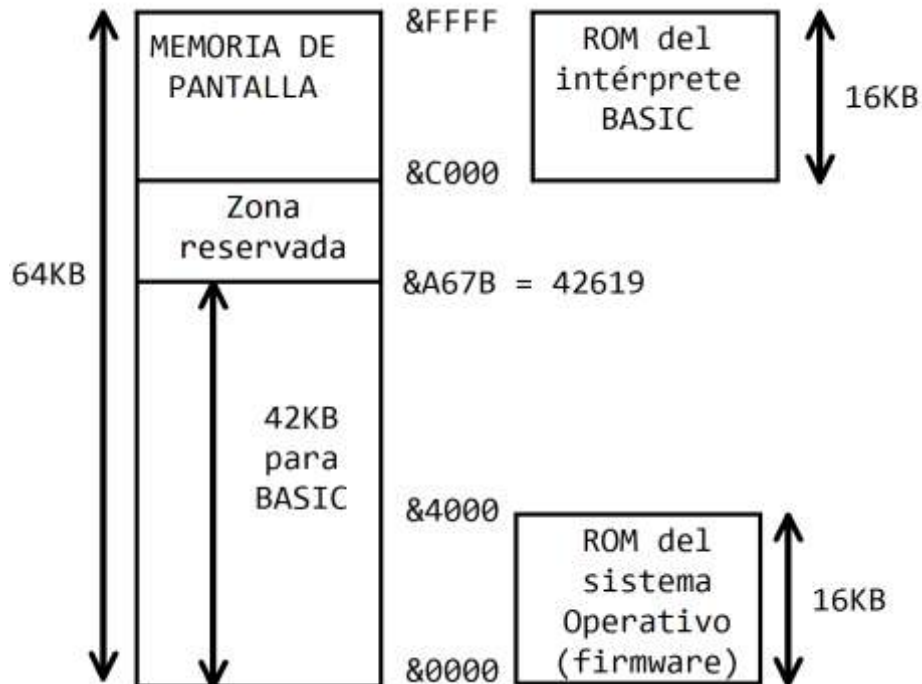 &FFFF
MEMORIA DE
PANTALLA
ROM del
intérprete
BASIC
16KB
&C000
Zona
reservada
64KB
&A67B = 42619
42KB
para
BASIC
&4000
ROM del
sistema
Operativo
(firmware)
16KB
&0000